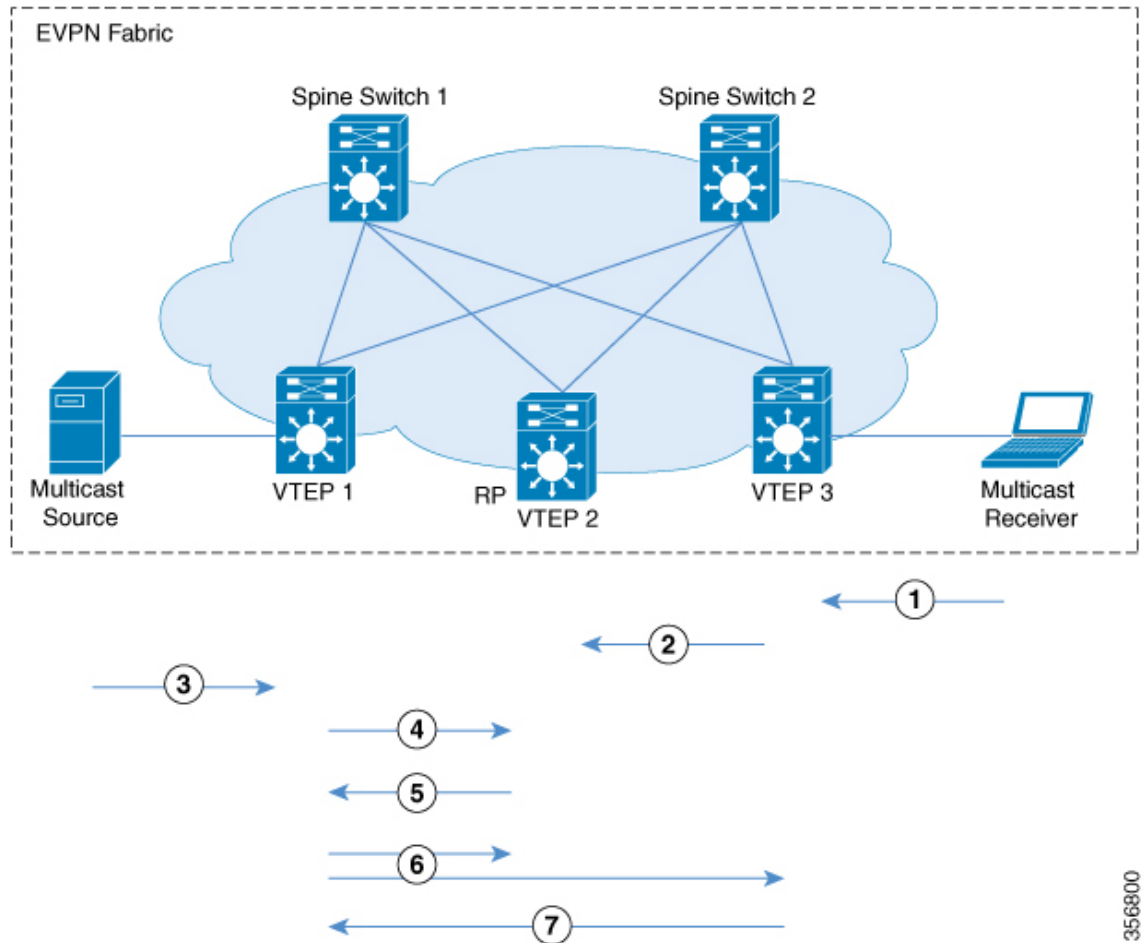 EVPN Fabric
Spine Switch 1
Spine Switch 2
Multicast
Source
VTEP 1
RP
VTEP 2
VTEP 3
Multicast
Receiver
1
2
3
4
5
6
7
356800